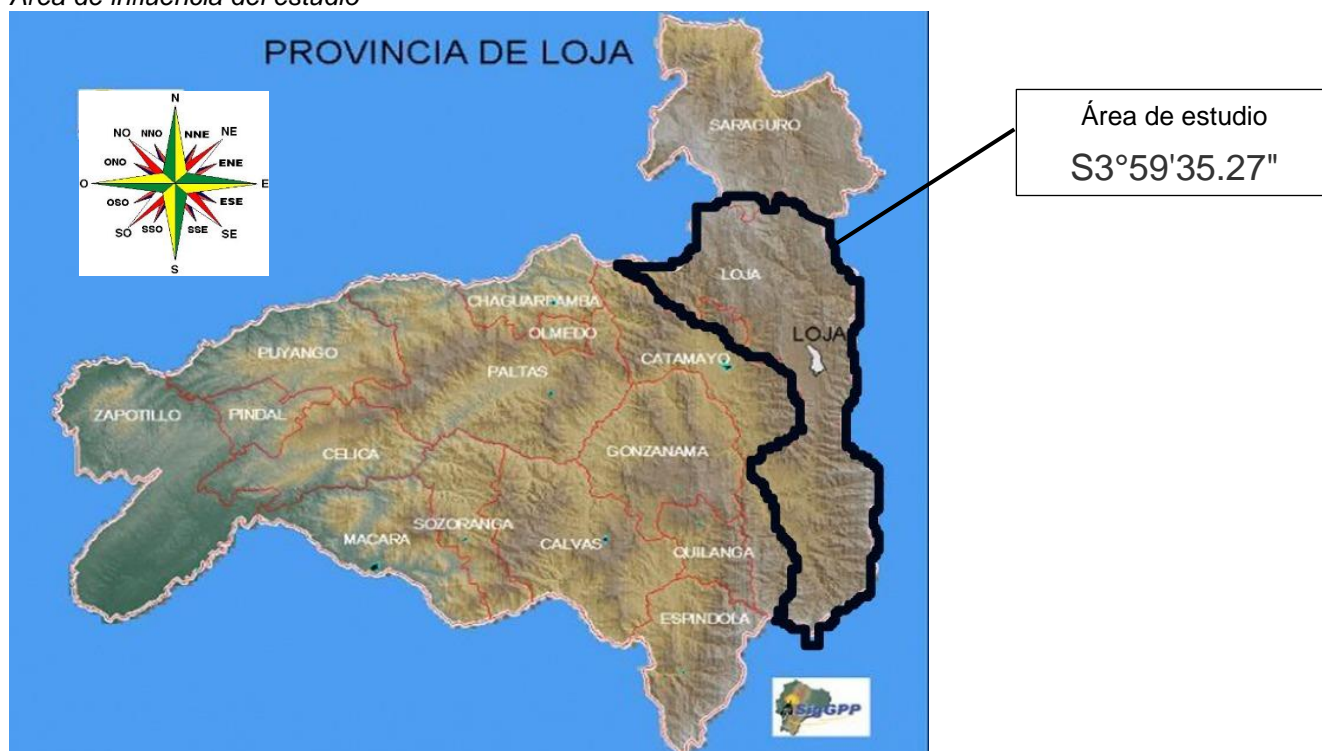 Área de Influencia del estudio
PROVINCIA DE LOJA
N
NO NNO NNE NE
ONO ENE
O E
OSO ESE
SO SSO SSE SE
S
Área de estudio
S3°59'35.27"
SARAGURO
LOJA
CHAGUARPAMBA
OLMEDO
LOJA
PUYANGO
CATAMAYO
PALTAS
ZAPOTILLO
PINDAL
CELICA
GONZANAMA
SOZORANGA
MACARA
CALVAS
QUILANGA
ESPINDOLA
SigGPP